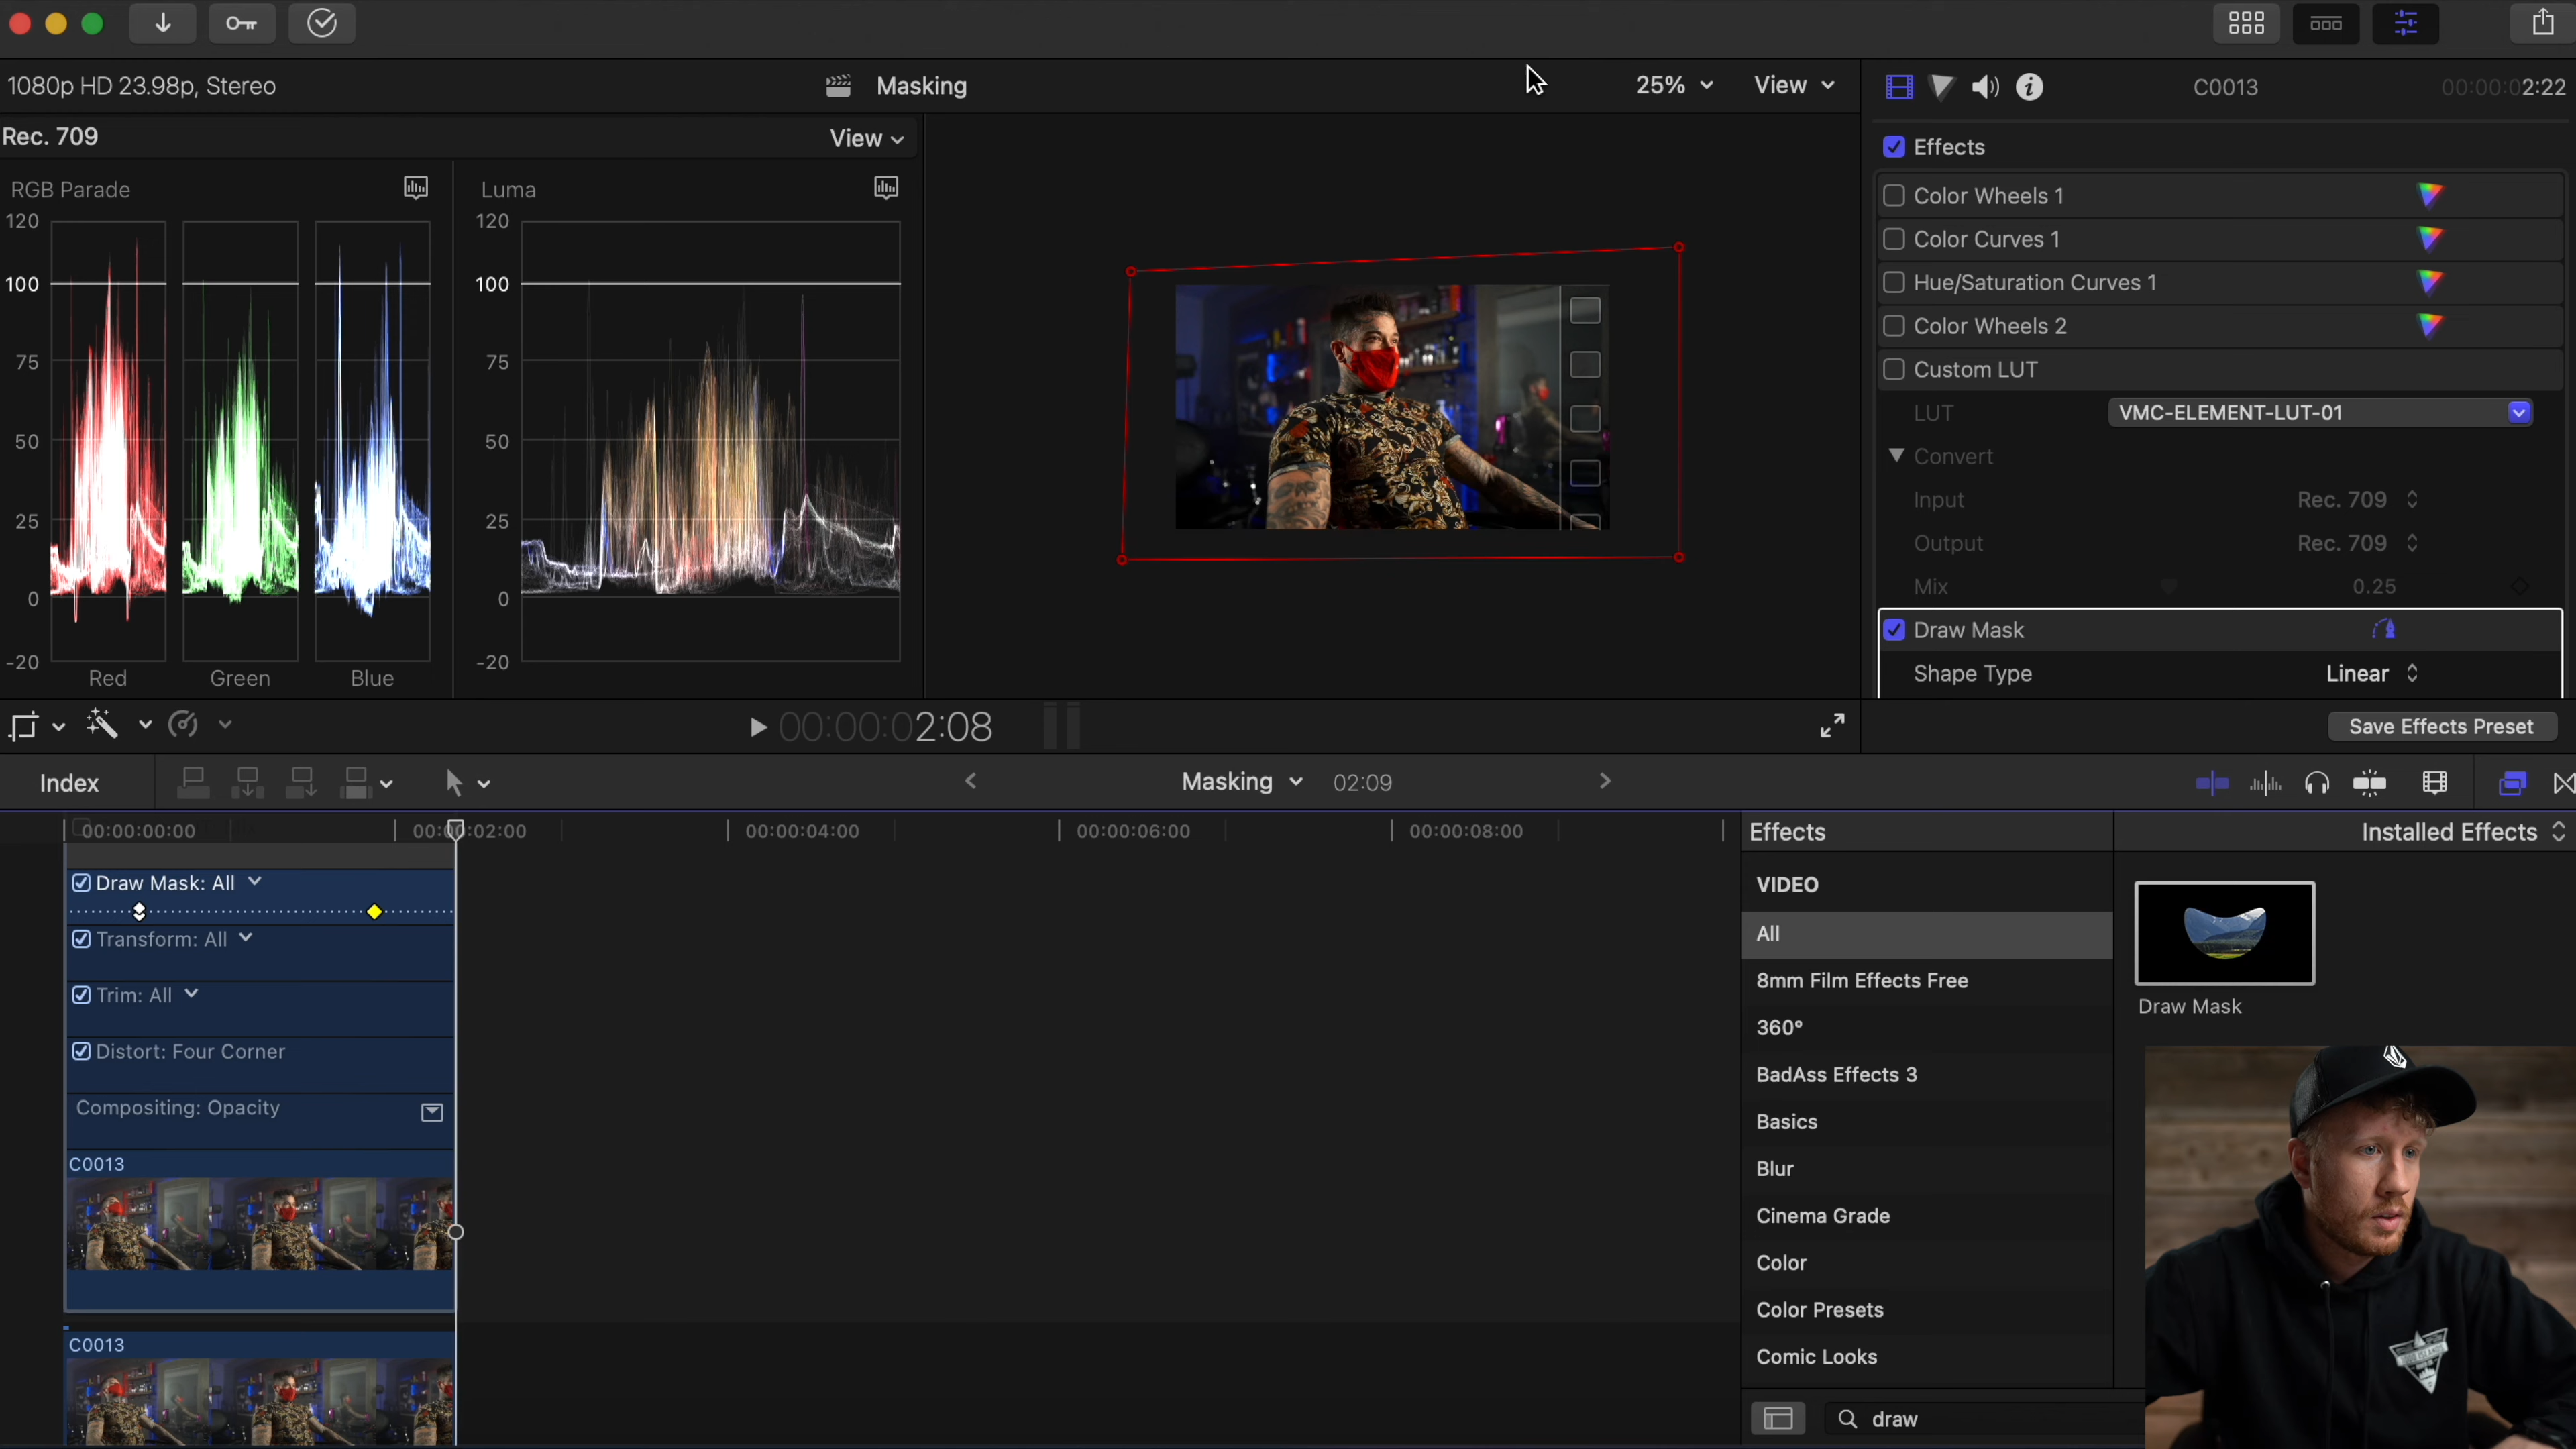 1080p HD 23.98p, Stereo
Masking
25%
View
C0013
00:00:02:22
Rec. 709
View
Effects
RGB Parade
Luma
Color Wheels 1
Color Curves 1
Hue/Saturation Curves 1
Color Wheels 2
Custom LUT
LUT
VMC-ELEMENT-LUT-01
Convert
Input
Rec. 709
Output
Rec. 709
Mix
0.25
Draw Mask
Shape Type
Linear
120
100
75
50
25
0
-20
Red
Green
Blue
120
100
75
50
25
0
-20
00:00:02:08
Save Effects Preset
Index
Masking
02:09
00:00:00:00
00:00:02:00
00:00:04:00
00:00:06:00
00:00:08:00
Effects
Installed Effects
Draw Mask: All
Transform: All
Trim: All
Distort: Four Corner
Compositing: Opacity
C0013
C0013
VIDEO
All
8mm Film Effects Free
360°
BadAss Effects 3
Basics
Blur
Cinema Grade
Color
Color Presets
Comic Looks
Draw Mask
draw